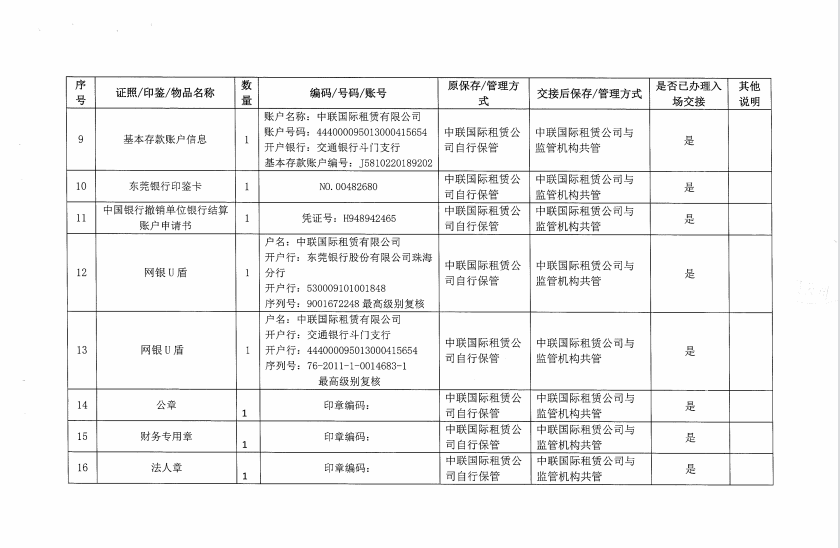 序号 证照/印鉴/物品名称 数量 编码/号码/账号 原保存/管理方式 交接后保存/管理方式 是否已办理入场交接 其他说明
9 基本存款账户信息 1 账户名称：中联国际租赁有限公司
账户号码：444000095013000415654
开户银行：交通银行斗门支行
基本存款账户编号：J5810220189202 中联国际租赁公司自行保管 中联国际租赁公司与监管机构共管 是
10 东莞银行印鉴卡 1 NO.00482680 中联国际租赁公司自行保管 中联国际租赁公司与监管机构共管 是
11 中国银行撤销单位银行结算账户申请书 1 凭证号：H948942465 中联国际租赁公司自行保管 中联国际租赁公司与监管机构共管 是
12 网银U盾 1 户名：中联国际租赁有限公司
开户行：东莞银行股份有限公司珠海分行
开户行：530009101001848
序列号：9001672248 最高级别复核 中联国际租赁公司自行保管 中联国际租赁公司与监管机构共管 是
13 网银U盾 1 户名：中联国际租赁有限公司
开户行：交通银行斗门支行
开户行：444000095013000415654
序列号：76-2011-1-0014683-1
最高级别复核 中联国际租赁公司自行保管 中联国际租赁公司与监管机构共管 是
14 公章 1 印章编码： 中联国际租赁公司自行保管 中联国际租赁公司与监管机构共管 是
15 财务专用章 1 印章编码： 中联国际租赁公司自行保管 中联国际租赁公司与监管机构共管 是
16 法人章 1 印章编码： 中联国际租赁公司自行保管 中联国际租赁公司与监管机构共管 是